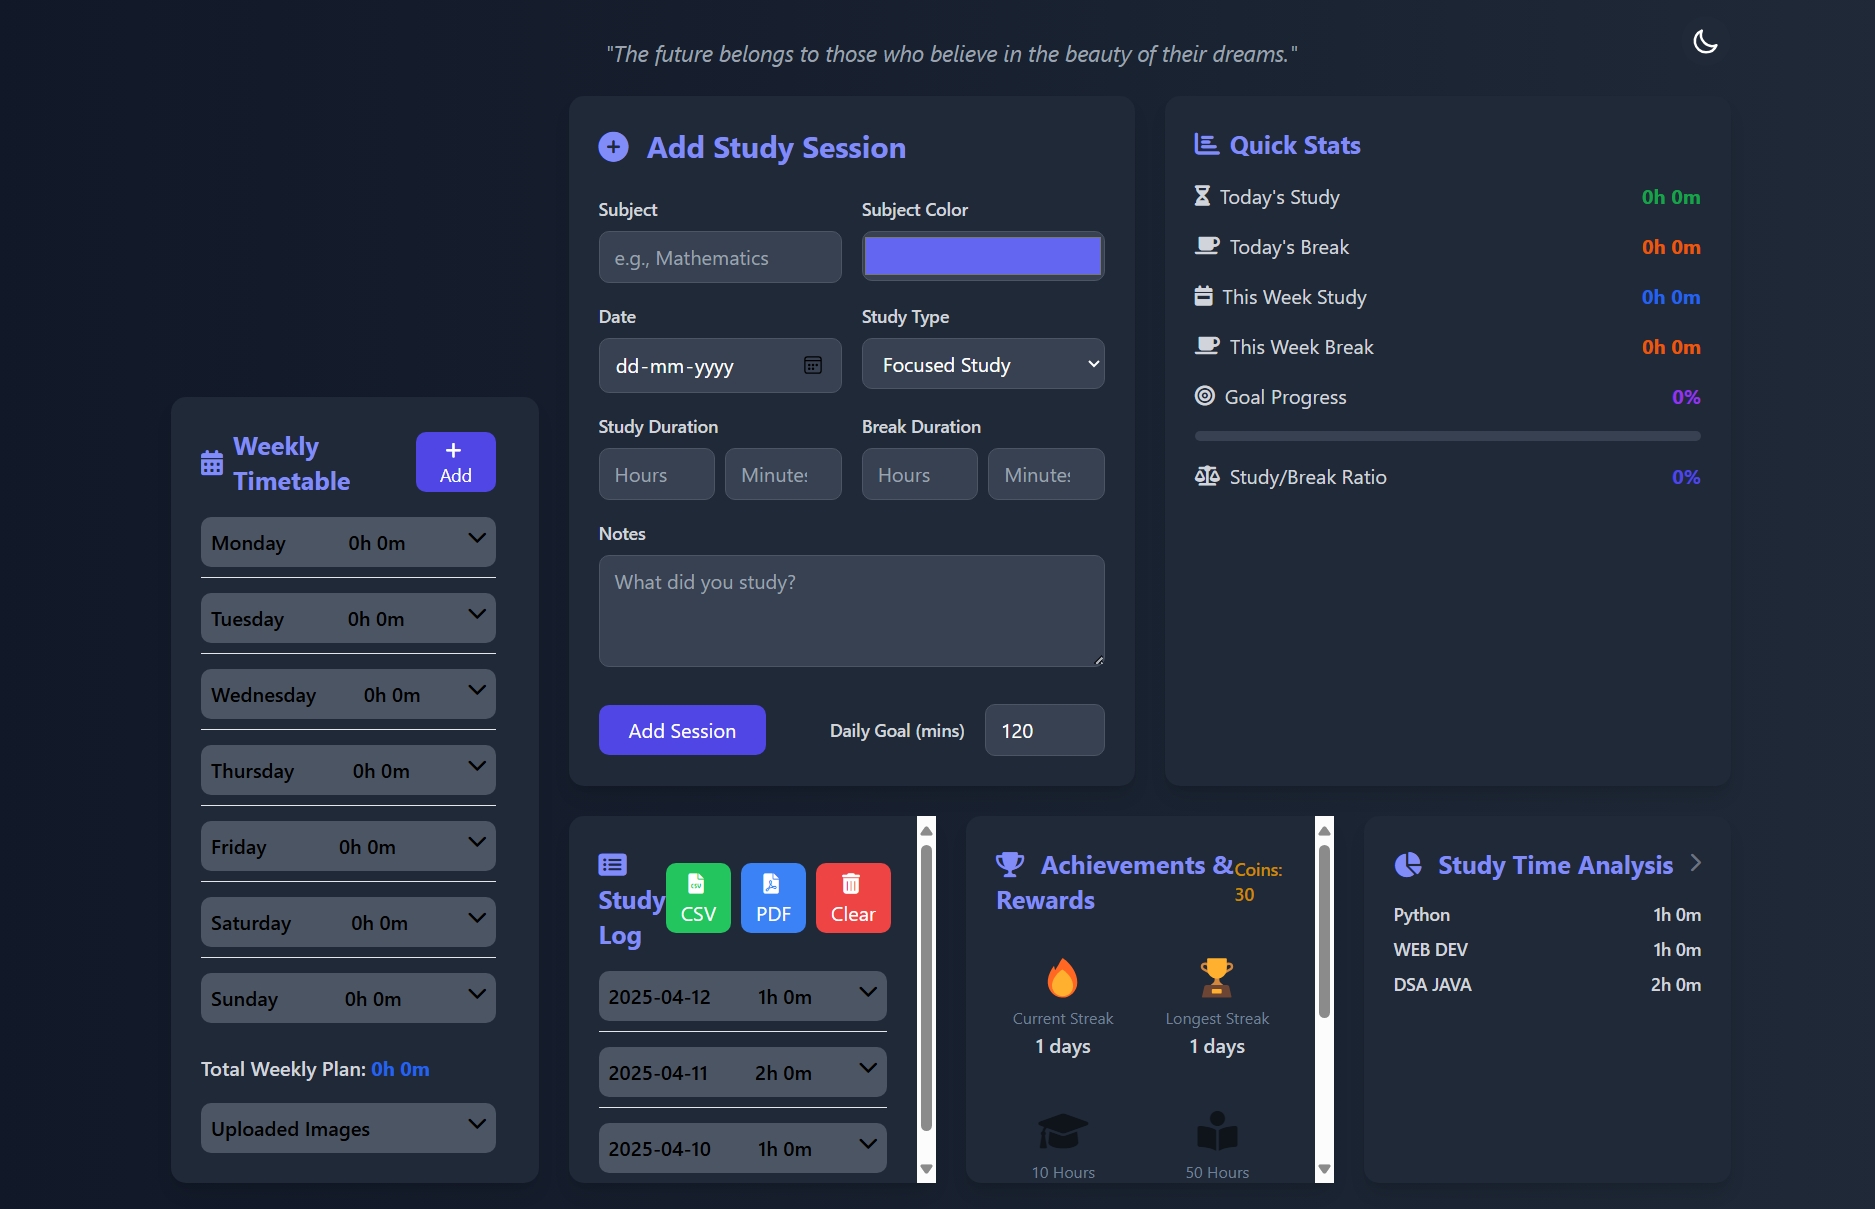 "The future belongs to those who believe in the beauty of their dreams."
Weekly
Timetable
Add
Monday 0h 0m
Tuesday 0h 0m
Wednesday 0h 0m
Thursday 0h 0m
Friday 0h 0m
Saturday 0h 0m
Sunday 0h 0m
Total Weekly Plan: 0h 0m
Uploaded Images
Add Study Session
Subject Subject Color
e.g., Mathematics
Date Study Type
dd-mm-yyyy Focused Study
Study Duration Break Duration
Hours Minutes Hours Minutes
Notes
What did you study?
Add Session Daily Goal (mins) 120
Quick Stats
Today's Study 0h 0m
Today's Break 0h 0m
This Week Study 0h 0m
This Week Break 0h 0m
Goal Progress 0%
Study/Break Ratio 0%
Study
Log
CSV
CSV PDF Clear
2025-04-12 1h 0m
2025-04-11 2h 0m
2025-04-10 1h 0m
Achievements &
Rewards
Coins:
30
Current Streak Longest Streak
1 days 1 days
10 Hours 50 Hours
Study Time Analysis
Python 1h 0m
WEB DEV 1h 0m
DSA JAVA 2h 0m